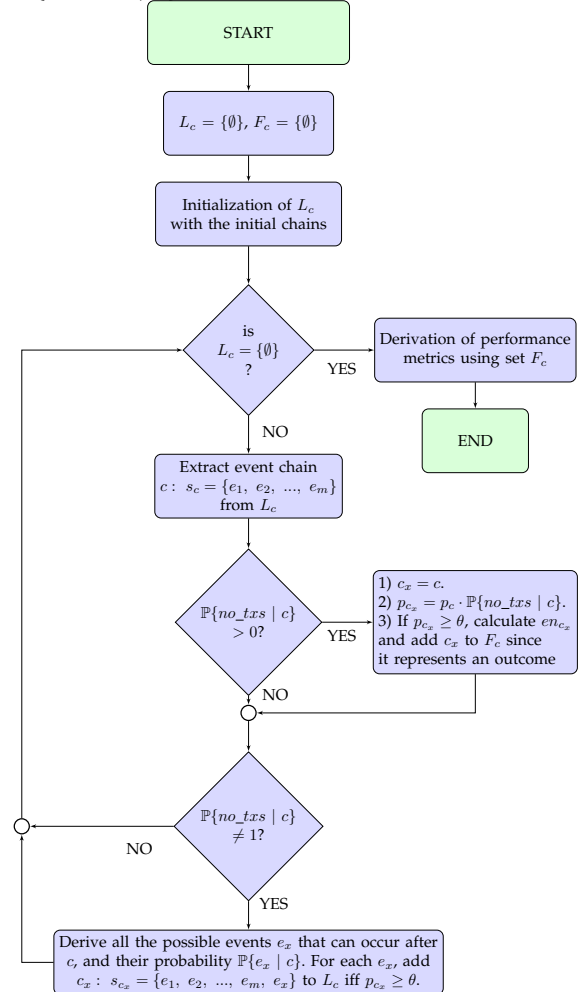 START
L_c = {∅}, F_c = {∅}
Initialization of L_c
with the initial chains
is
L_c = {∅}
?
YES
Derivation of performance
metrics using set F_c
END
NO
Extract event chain
c : s_c = {e_1, e_2, ..., e_m}
from L_c
ℙ{no_txs | c}
> 0?
YES
1) c_x = c.
2) p_{c_x} = p_c · ℙ{no_txs | c}.
3) If p_{c_x} ≥ θ, calculate en_{c_x}
and add c_x to F_c since
it represents an outcome
NO
ℙ{no_txs | c}
≠ 1?
NO
YES
Derive all the possible events e_x that can occur after
c, and their probability ℙ{e_x | c}. For each e_x, add
c_x : s_{c_x} = {e_1, e_2, ..., e_m, e_x} to L_c iff p_{c_x} ≥ θ.